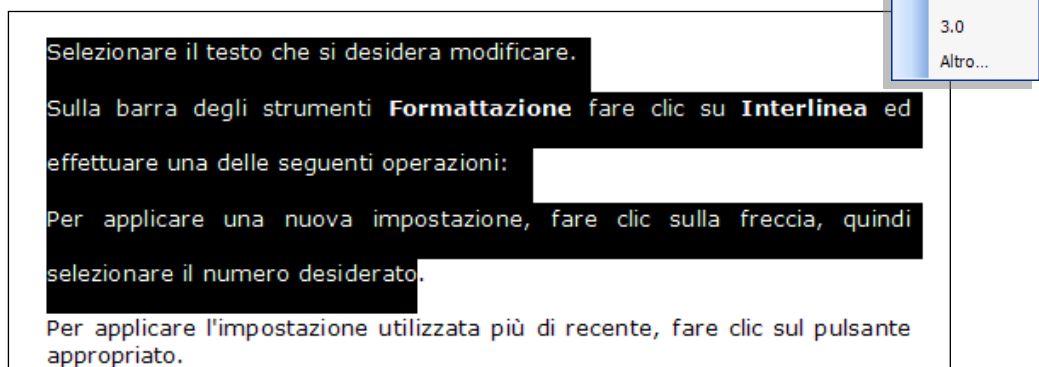 3.0
Altro...
Selezionare il testo che si desidera modificare.
Sulla barra degli strumenti Formattazione fare clic su Interlinea ed
effettuare una delle seguenti operazioni:
Per applicare una nuova impostazione, fare clic sulla freccia, quindi
selezionare il numero desiderato.
Per applicare l'impostazione utilizzata più di recente, fare clic sul pulsante
appropriato.